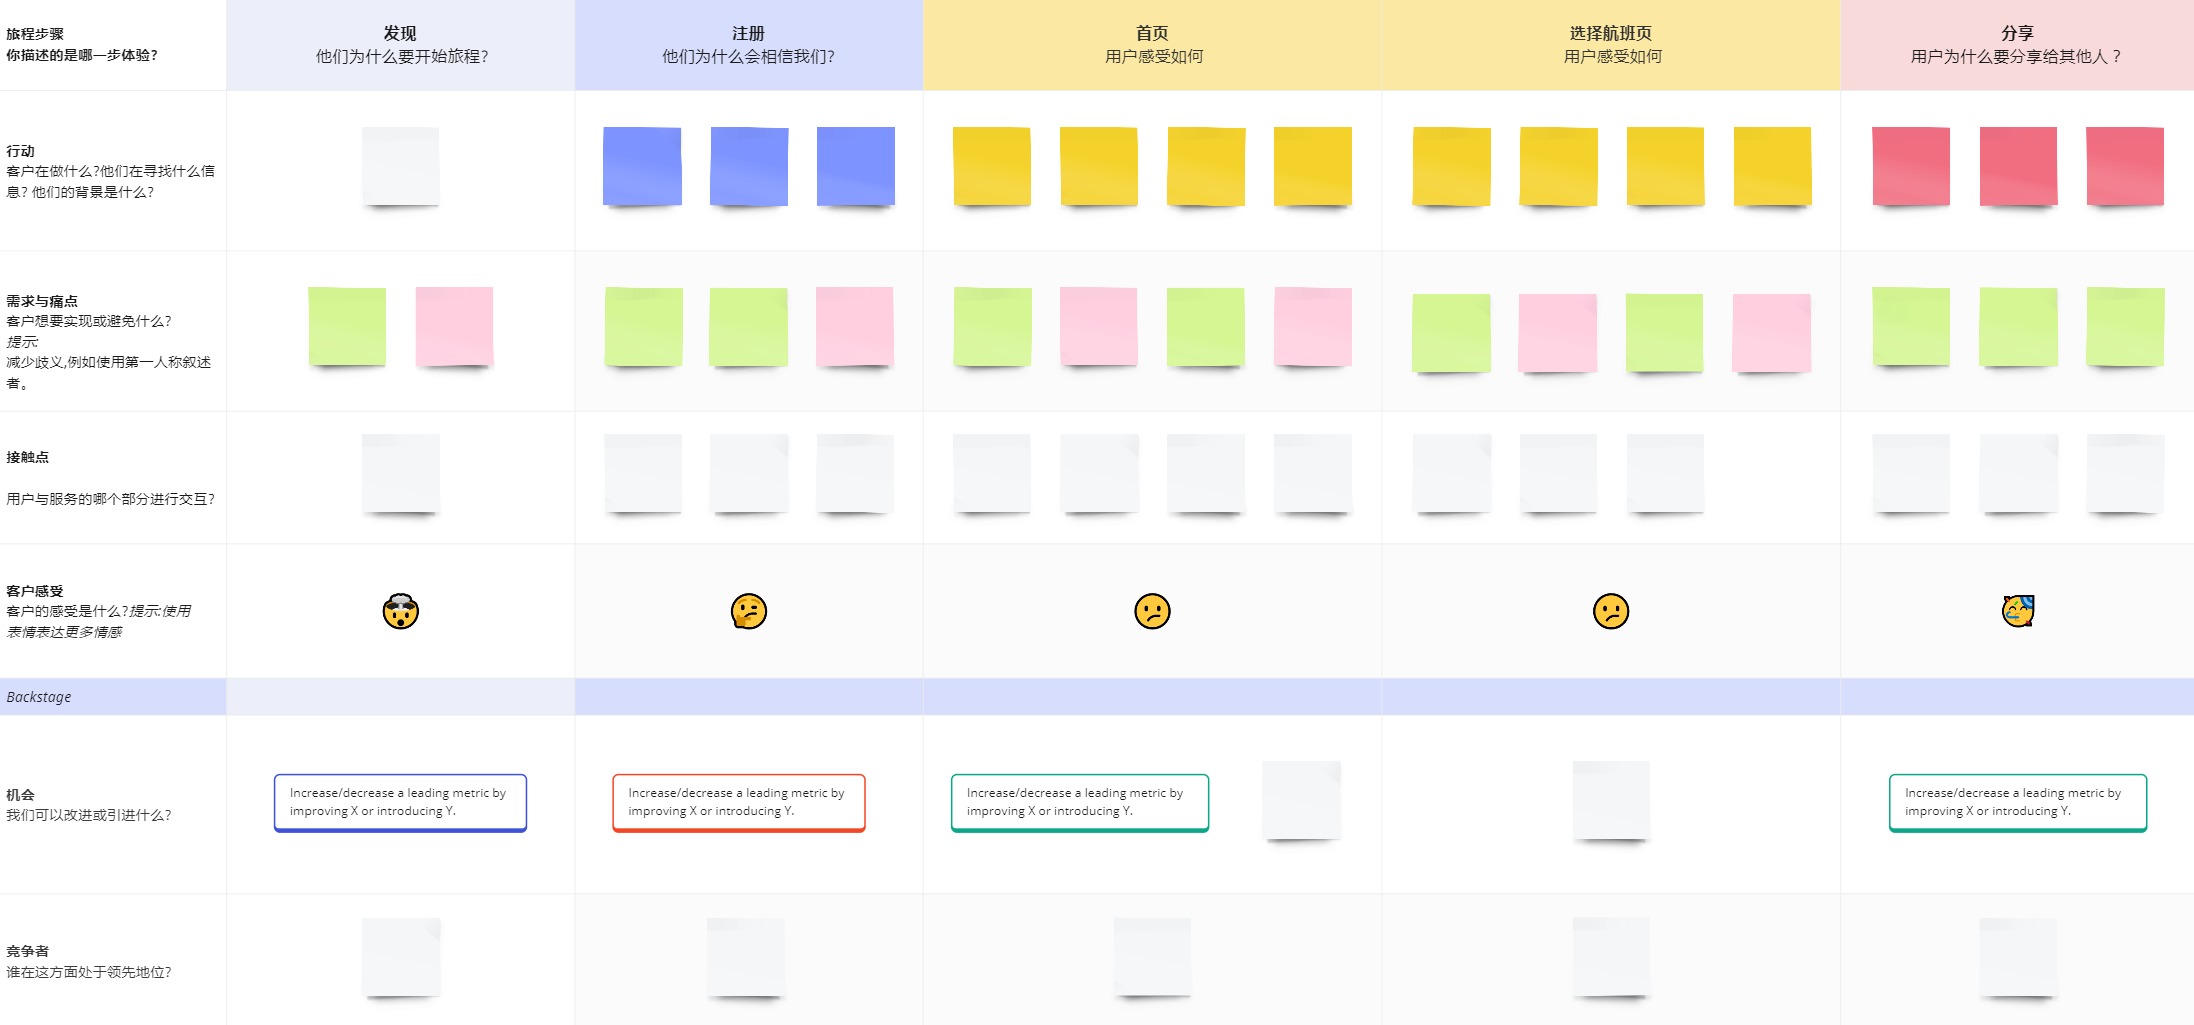 旅程步骤
你描述的是哪一步体验?
发现
他们为什么要开始旅程?
注册
他们为什么会相信我们?
首页
用户感受如何
选择航班页
用户感受如何
分享
用户为什么要分享给其他人？
行动
客户在做什么?他们在寻找什么信
息? 他们的背景是什么?
需求与痛点
客户想要实现或避免什么?
提示:
减少歧义,例如使用第一人称叙述
者。
接触点
用户与服务的哪个部分进行交互?
客户感受
客户的感受是什么?提示:使用
表情表达更多情感
Backstage
机会
我们可以改进或引进什么?
Increase/decrease a leading metric by
improving X or introducing Y.
Increase/decrease a leading metric by
improving X or introducing Y.
Increase/decrease a leading metric by
improving X or introducing Y.
Increase/decrease a leading metric by
improving X or introducing Y.
竞争者
谁在这方面处于领先地位?